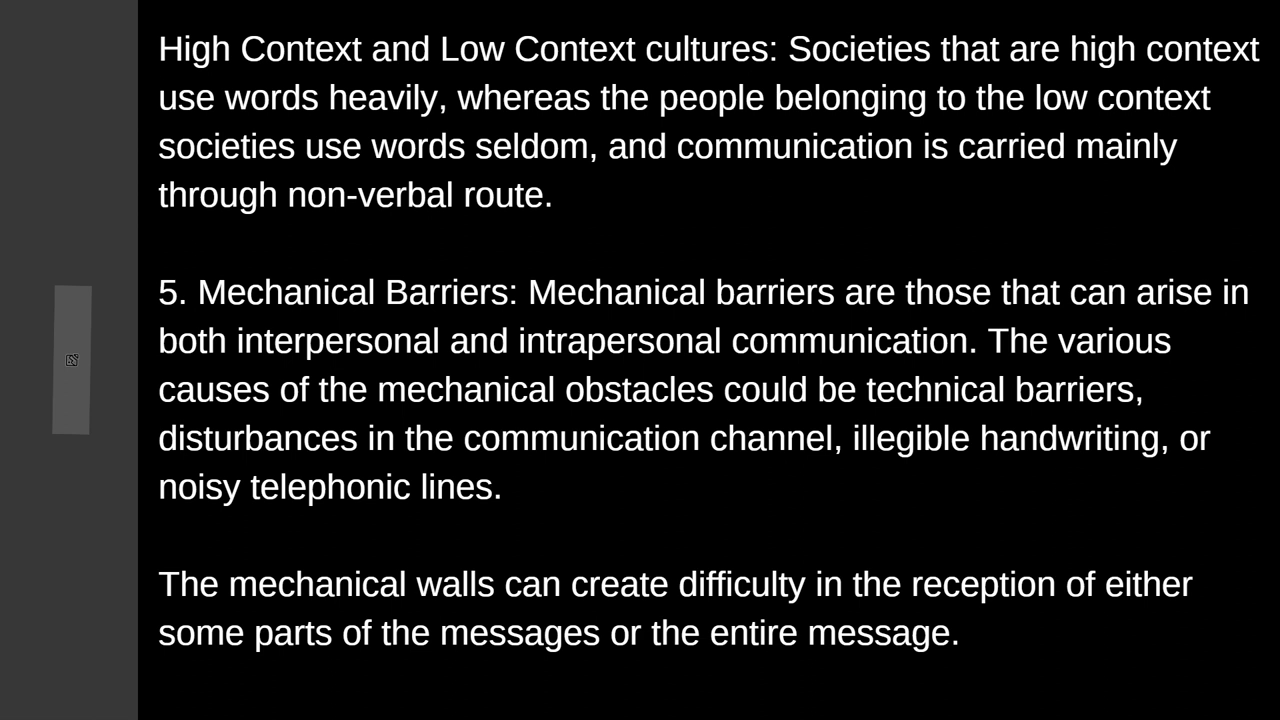 High Context and Low Context cultures: Societies that are high context
use words heavily, whereas the people belonging to the low context
societies use words seldom, and communication is carried mainly
through non-verbal route.
5. Mechanical Barriers: Mechanical barriers are those that can arise in
both interpersonal and intrapersonal communication. The various
causes of the mechanical obstacles could be technical barriers,
disturbances in the communication channel, illegible handwriting, or
noisy telephonic lines.
The mechanical walls can create difficulty in the reception of either
some parts of the messages or the entire message.